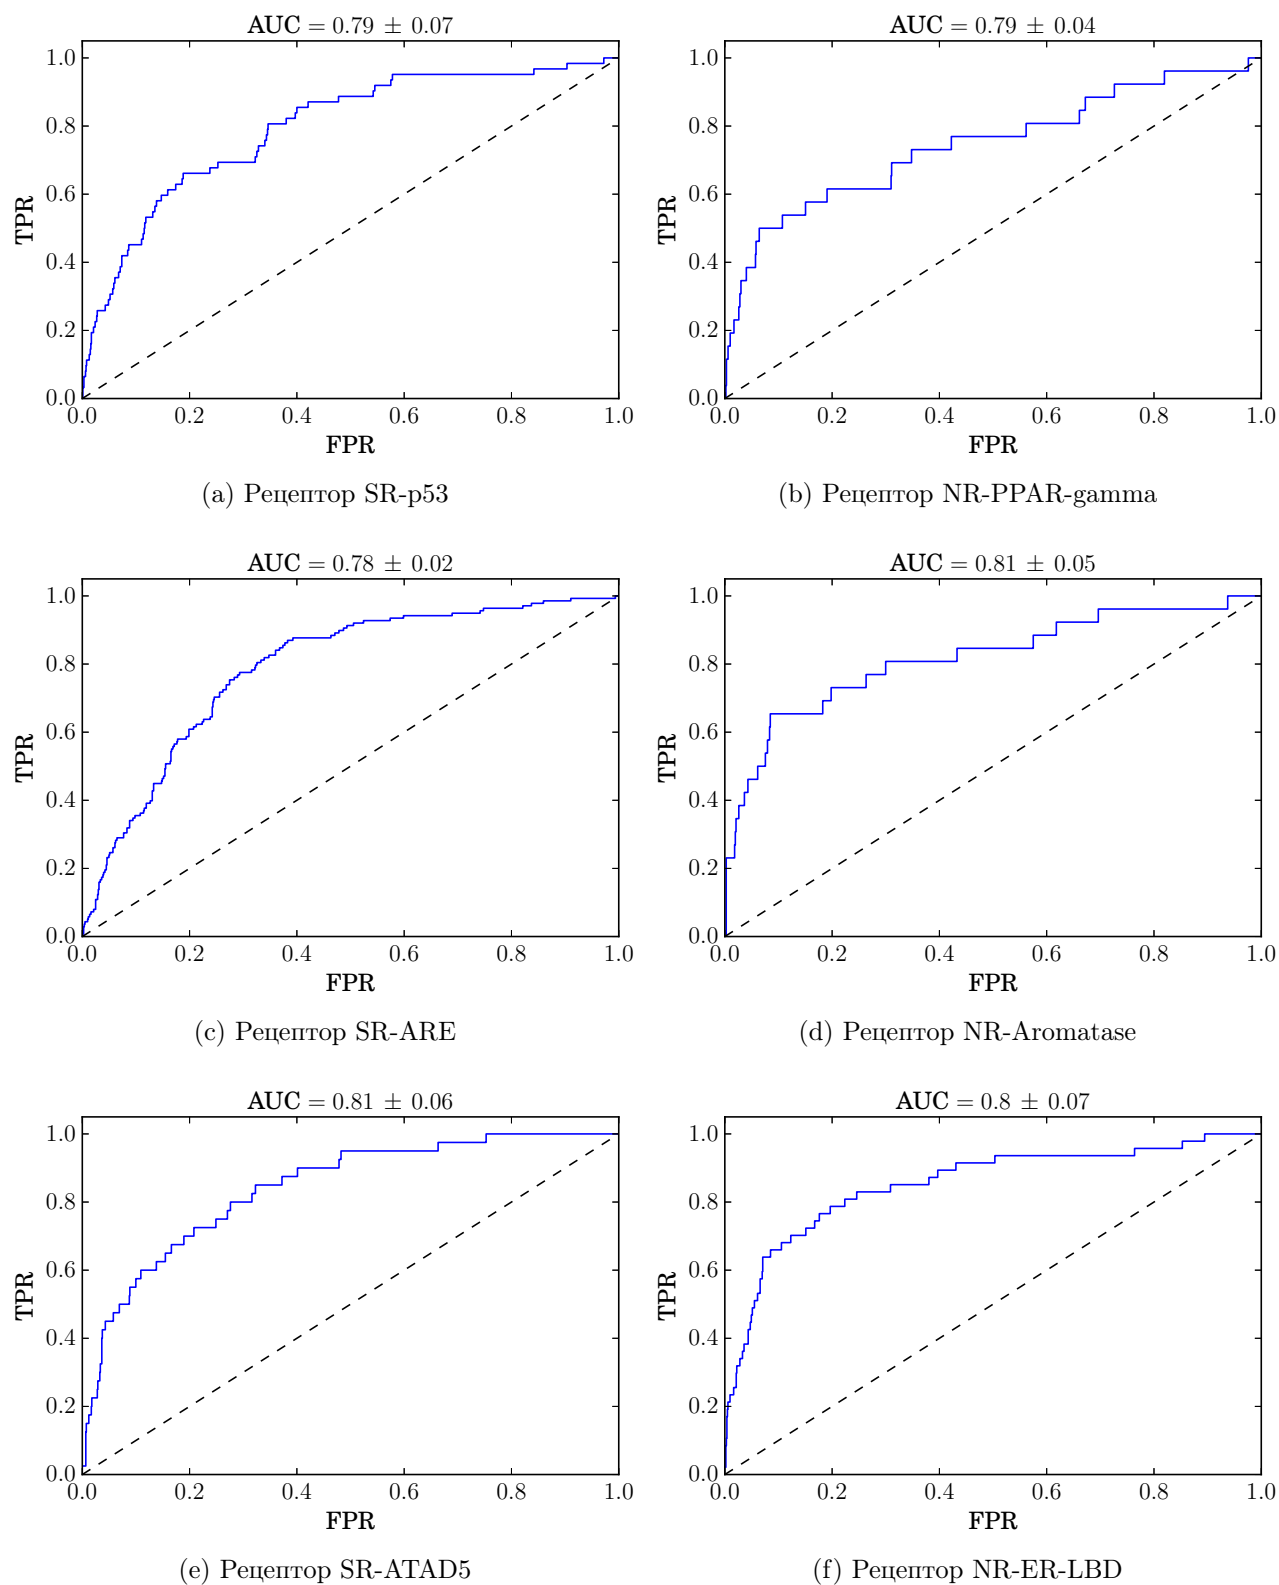 AUC = 0.79 ± 0.07
1.0
0.8
0.6
0.4
0.2
0.0
TPR
0.0 0.2 0.4 0.6 0.8 1.0
FPR
(a) Рецептор SR-p53
AUC = 0.79 ± 0.04
1.0
0.8
0.6
0.4
0.2
0.0
TPR
0.0 0.2 0.4 0.6 0.8 1.0
FPR
(b) Рецептор NR-PPAR-gamma
AUC = 0.78 ± 0.02
1.0
0.8
0.6
0.4
0.2
0.0
TPR
0.0 0.2 0.4 0.6 0.8 1.0
FPR
(c) Рецептор SR-ARE
AUC = 0.81 ± 0.05
1.0
0.8
0.6
0.4
0.2
0.0
TPR
0.0 0.2 0.4 0.6 0.8 1.0
FPR
(d) Рецептор NR-Aromatase
AUC = 0.81 ± 0.06
1.0
0.8
0.6
0.4
0.2
0.0
TPR
0.0 0.2 0.4 0.6 0.8 1.0
FPR
(e) Рецептор SR-ATAD5
AUC = 0.8 ± 0.07
1.0
0.8
0.6
0.4
0.2
0.0
TPR
0.0 0.2 0.4 0.6 0.8 1.0
FPR
(f) Рецептор NR-ER-LBD